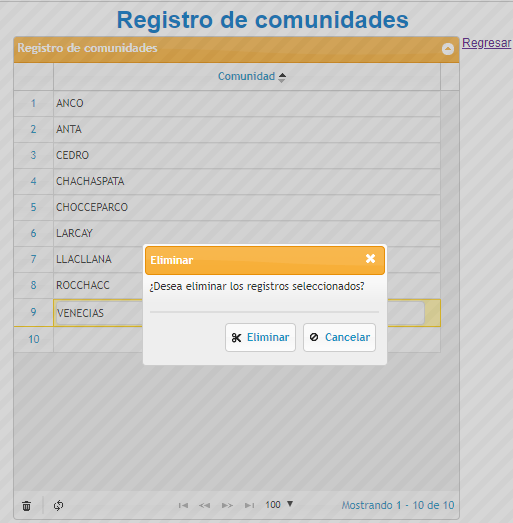 Registro de comunidades
Registro de comunidades
Regresar
Comunidad
1 ANCO
2 ANTA
3 CEDRO
4 CHACHASPATA
5 CHOCCEPARCO
6 LARCAY
7 LLACLLANA
8 ROCCHACC
9 VENECIAS
10
Eliminar
¿Desea eliminar los registros seleccionados?
Eliminar Cancelar
100 Mostrando 1 - 10 de 10